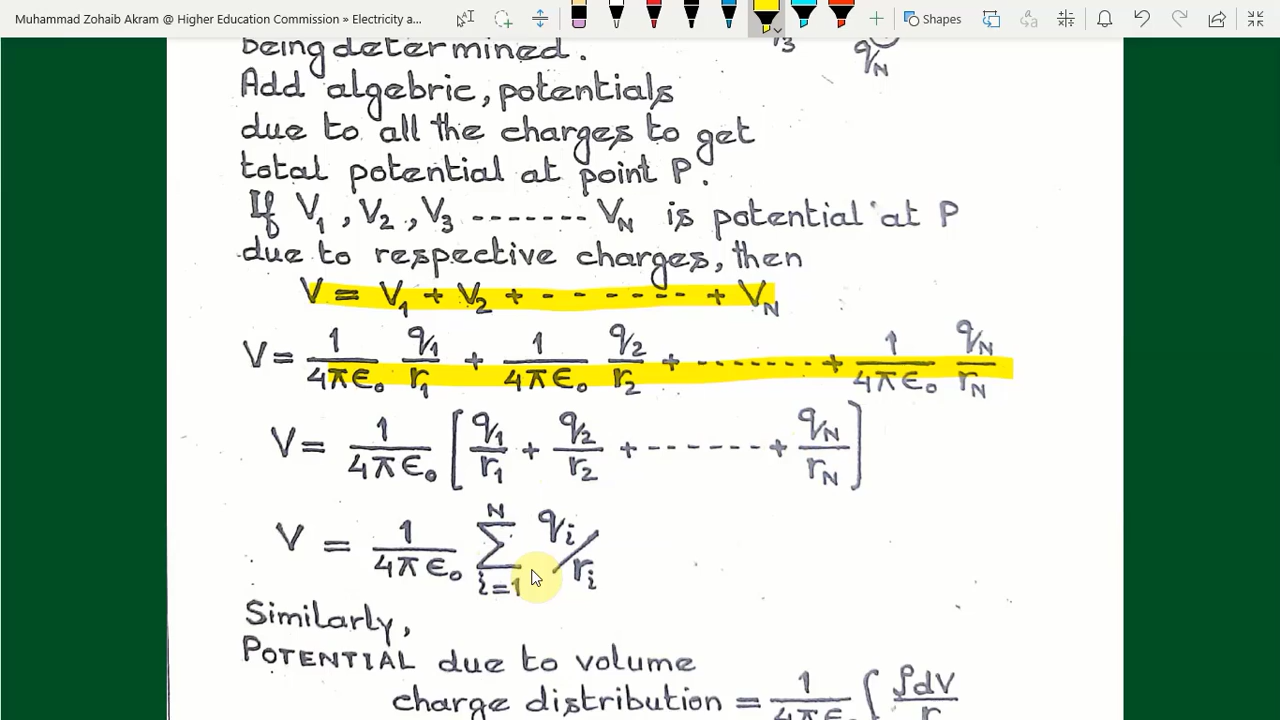 Muhammad Zohaib Akram @ Higher Education Commission » Electricity a...
Shapes
being determined.
r3
qN
Add algebric, potentials
due to all the charges to get
total potential at point P.
If V1, V2, V3 ------- VN is potential at P
due to respective charges, then
V = V1 + V2 + - - - - - - - + VN
V = 1/4πϵ₀ q1/r1 + 1/4πϵ₀ q2/r2 + -------- + 1/4πϵ₀ qN/rN
V = 1/4πϵ₀ [q1/r1 + q2/r2 + ------- + qN/rN]
V = 1/4πϵ₀ N∑i=1 qi/ri
Similarly,
POTENTIAL due to volume
charge distribution = 1/4πϵ₀ ∫ ρdV/r